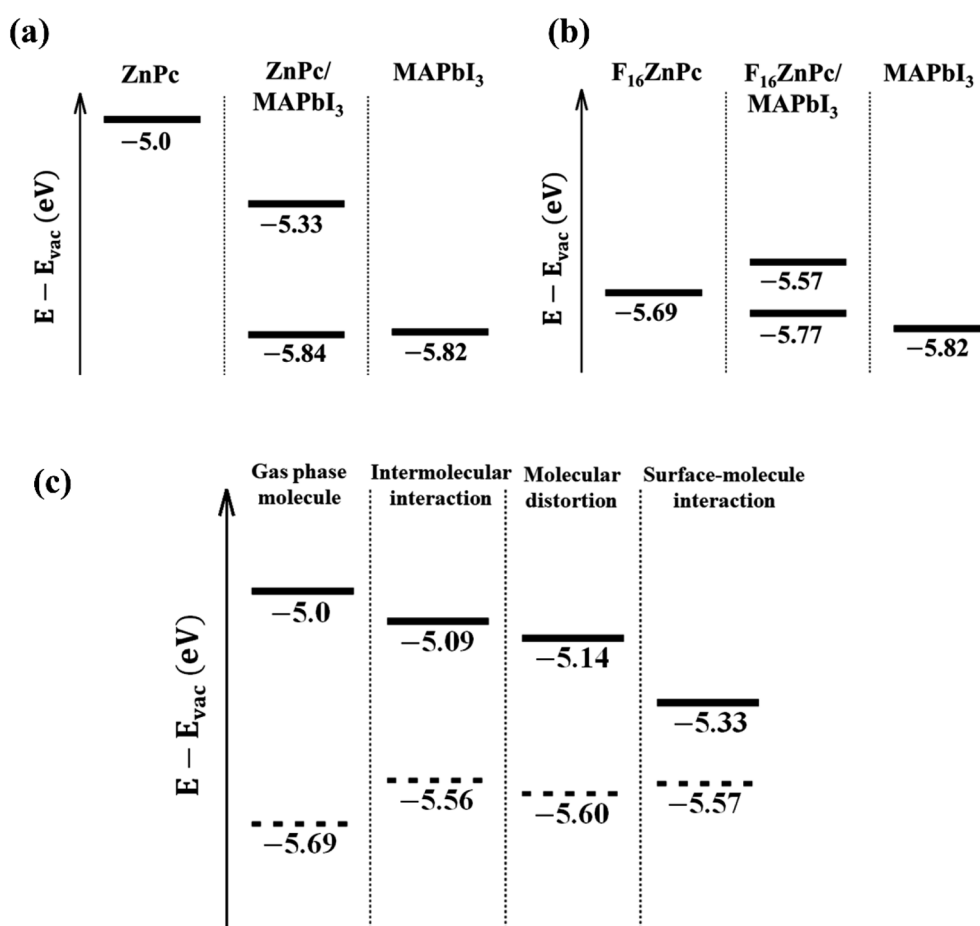 (a)
ZnPc
ZnPc/
MAPbI₃
MAPbI₃
E − Eᵥₐc (eV)
−5.0
−5.33
−5.84
−5.82
(b)
F₁₆ZnPc
F₁₆ZnPc/
MAPbI₃
MAPbI₃
E − Eᵥₐc (eV)
−5.69
−5.57
−5.77
−5.82
(c)
Gas phase
molecule
Intermolecular
interaction
Molecular
distortion
Surface-molecule
interaction
E − Eᵥₐc (eV)
−5.0
−5.09
−5.14
−5.33
−5.69
−5.56
−5.60
−5.57